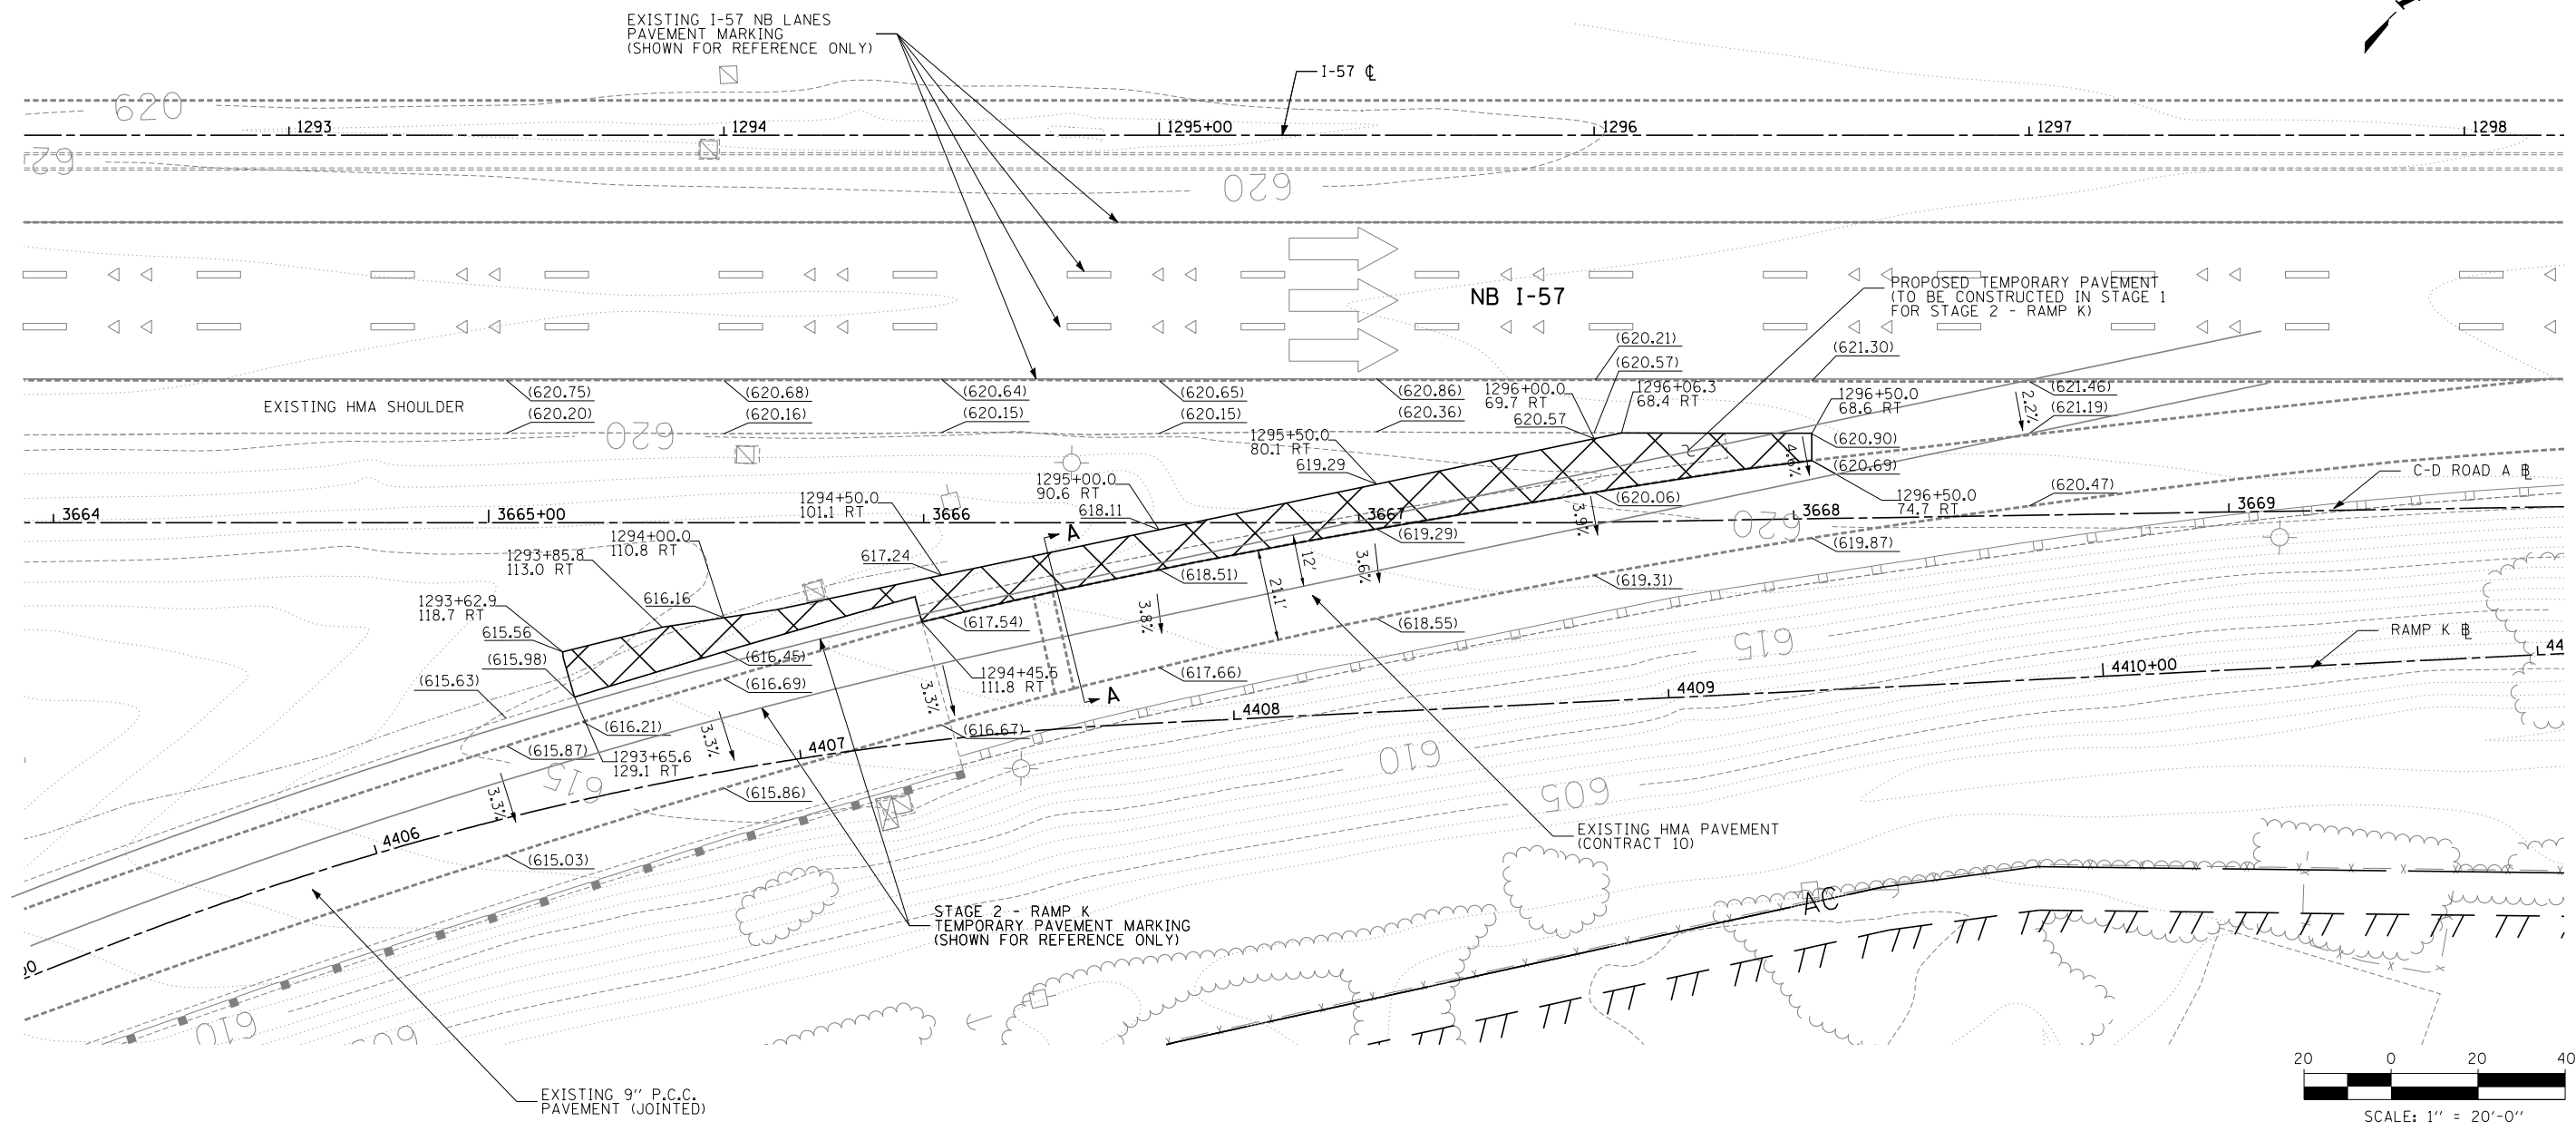 EXISTING I-57 NB LANES
PAVEMENT MARKING
(SHOWN FOR REFERENCE ONLY)
I-57 ℄
620
1293
1294
1295+00
1296
1297
1298
62
620
NB I-57
PROPOSED TEMPORARY PAVEMENT
(TO BE CONSTRUCTED IN STAGE 1
FOR STAGE 2 - RAMP K)
(620.21)
(620.57)
(621.30)
EXISTING HMA SHOULDER
(620.75)
(620.20)
(620.68)
(620.16)
(620.64)
(620.15)
(620.65)
(620.15)
(620.86)
(620.36)
1296+00.0
69.7 RT
620.57
1296+06.3
68.4 RT
1296+50.0
68.6 RT
2.2%
(621.46)
(621.19)
620
1295+50.0
80.1 RT
619.29
4.6%
(620.90)
(620.69)
C-D ROAD A B
1295+00.0
90.6 RT
618.11
1294+50.0
101.1 RT
(620.06)
1296+50.0
74.7 RT
(620.47)
3664
3665+00
3666
3667
3668
3669
A
3.9%
620
1294+00.0
110.8 RT
1293+85.8
113.0 RT
617.24
(619.29)
(619.87)
12'
3.6%
21.1'
(618.51)
(619.31)
1293+62.9
118.7 RT
616.16
615.56
(615.98)
3.8%
(617.54)
(618.55)
615
RAMP K B
(616.45)
(616.69)
(615.63)
1294+45.5
111.8 RT
(617.66)
A
3.3%
4410+00
44
4409
4408
(616.21)
(615.87)
3.3%
(616.67)
4407
1293+65.6
129.1 RT
615
3.3%
(615.86)
610
605
4406
(615.03)
EXISTING HMA PAVEMENT
(CONTRACT 10)
AC
STAGE 2 - RAMP K
TEMPORARY PAVEMENT MARKING
(SHOWN FOR REFERENCE ONLY)
00
610
605
EXISTING 9" P.C.C.
PAVEMENT (JOINTED)
20 0 20 40
SCALE: 1" = 20'-0"